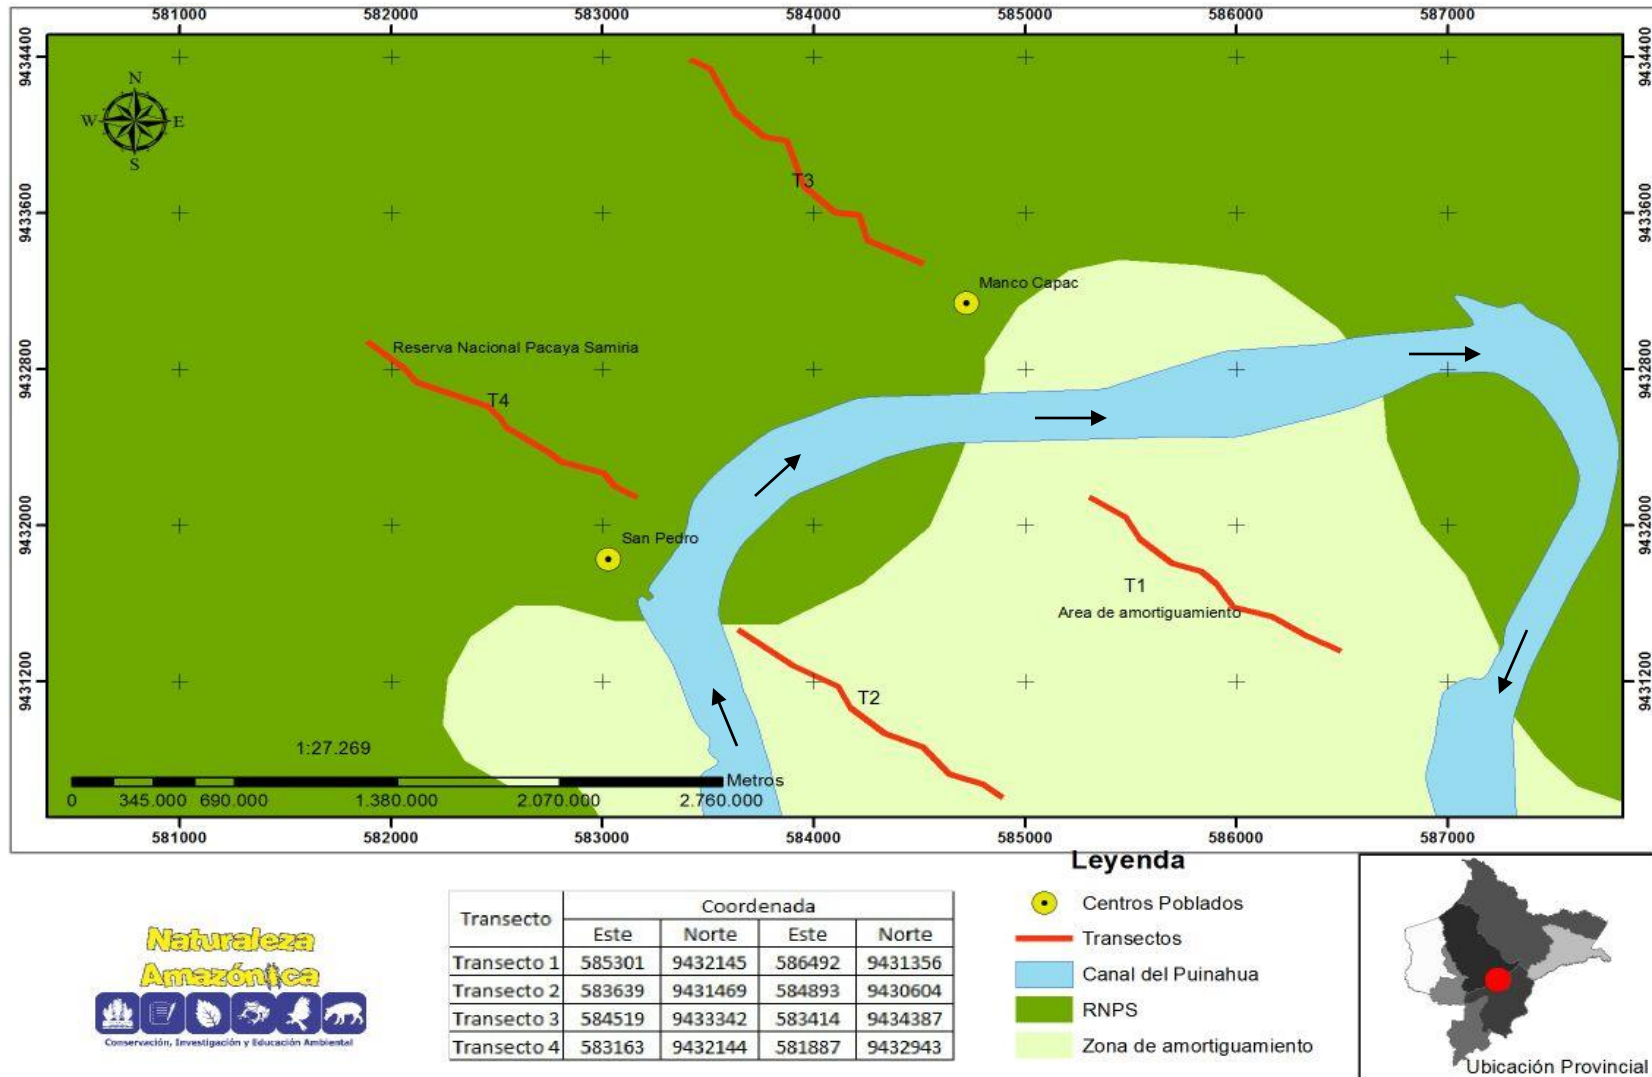 581000 582000 583000 584000 585000 586000 587000
9434400 9434400
N
W E
S
T3
9433600 9433600
Manco Capac
Reserva Nacional Pacaya Samiria
9432800 9432800
T4
9432000 9432000
San Pedro
T1
Area de amortiguamiento
9431200 9431200
T2
1:27.269
Metros
0 345.000 690.000 1.380.000 2.070.000 2.760.000
581000 582000 583000 584000 585000 586000 587000
Naturaleza
Amazónica
Conservación, Investigación y Educación Ambiental
Transecto Coordenada
Este Norte Este Norte
Transecto 1 585301 9432145 586492 9431356
Transecto 2 583639 9431469 584893 9430604
Transecto 3 584519 9433342 583414 9434387
Transecto 4 583163 9432144 581887 9432943
Leyenda
Centros Poblados
Transectos
Canal del Puinahua
RNPS
Zona de amortiguamiento
Ubicación Provincial